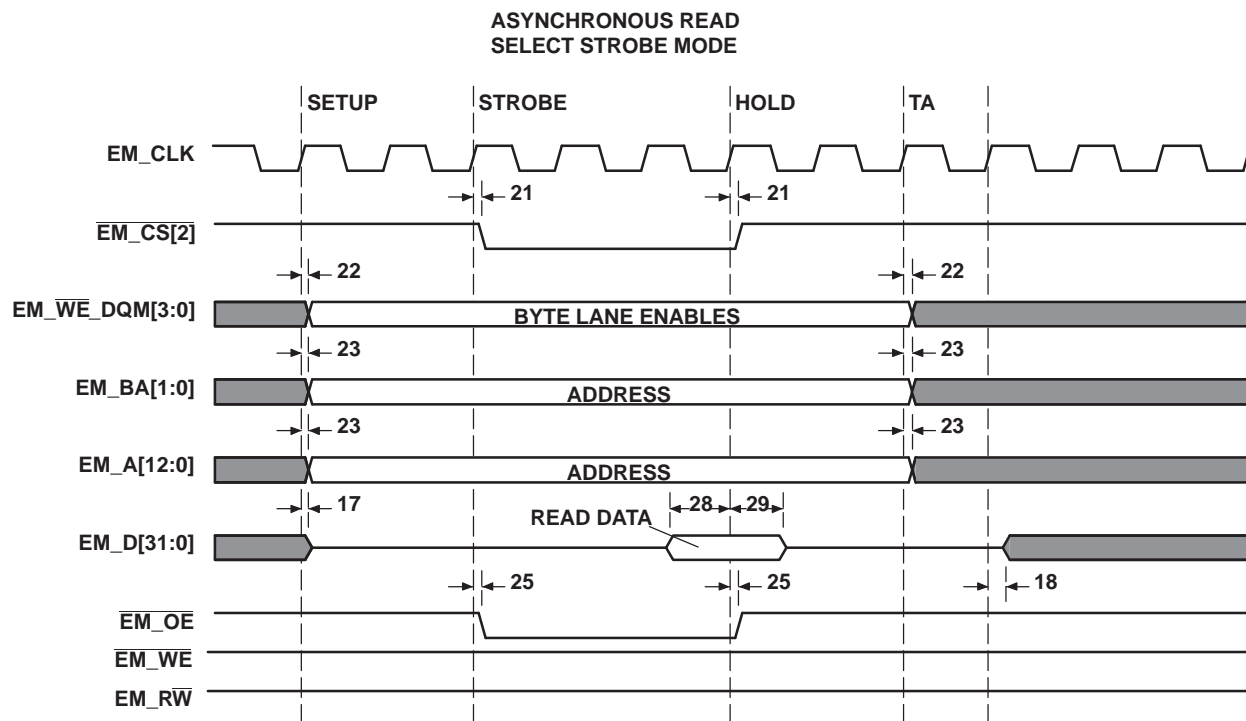 ASYNCHRONOUS READ
SELECT STROBE MODE
SETUP STROBE HOLD TA
EM_CLK
21 21
EM_CS[2]
22 22
EM_WE_DQM[3:0] BYTE LANE ENABLES
23 23
EM_BA[1:0] ADDRESS
23 23
EM_A[12:0] ADDRESS
17 28 29
READ DATA
EM_D[31:0]
25 25 18
EM_OE
EM_WE
EM_RW